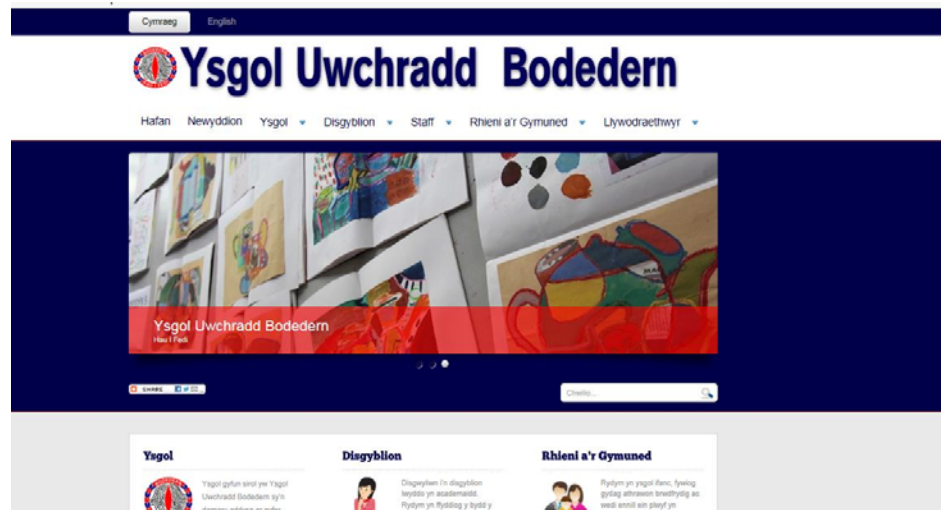 Cymraeg English
Ysgol Uwchradd Bodedern
Hafan Newyddion Ysgol Disgyblion Staff Rhieni a'r Gymuned Llywodraethwyr
Ysgol Uwchradd Bodedern
Hau I Fedi
SHARE
Chwilio...
Ysgol Disgyblion Rhieni a'r Gymuned
Ysgol gyfun sirol yw Ysgol
Uwchradd Bodedern sy'n
Disgwyliwn i'n disgyblion
lwyddo yn academaidd.
Rydym yn ffyddiog y bydd y
Rydym yn ysgol ifanc, fywiog
gydag athrawon brwdfrydig ac
wedi ennill ein plwyf yn